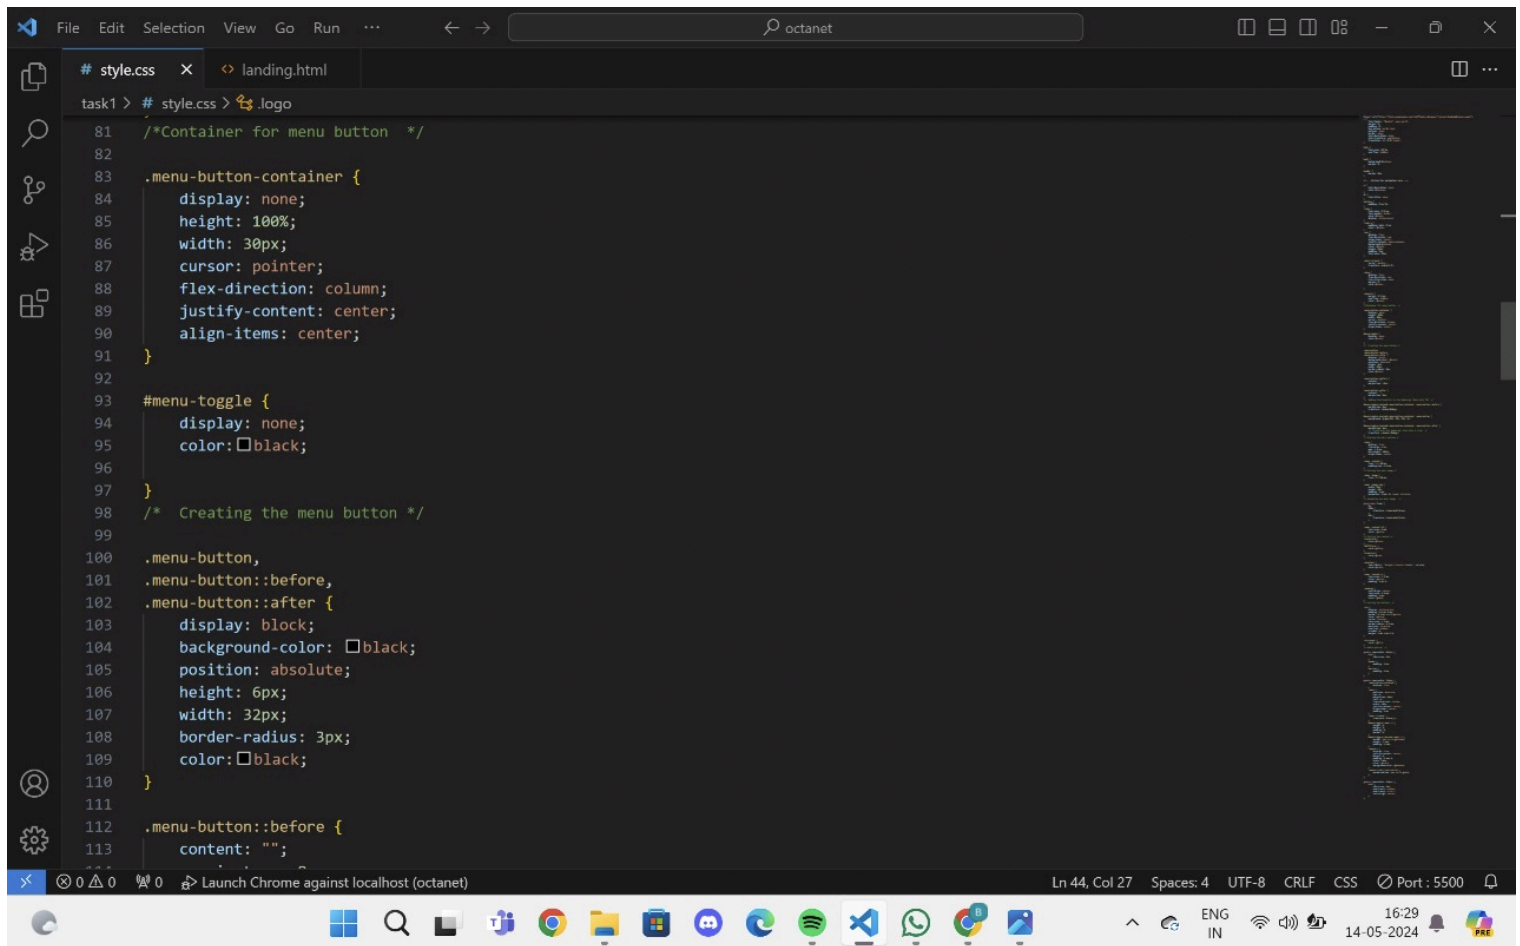 File Edit Selection View Go Run ··· octanet
# style.css × <> landing.html
task1 > # style.css > .logo
81 /*Container for menu button  */
82
83 .menu-button-container {
84     display: none;
85     height: 100%;
86     width: 30px;
87     cursor: pointer;
88     flex-direction: column;
89     justify-content: center;
90     align-items: center;
91 }
92
93 #menu-toggle {
94     display: none;
95     color:black;
96
97 }
98 /*  Creating the menu button */
99
100 .menu-button,
101 .menu-button::before,
102 .menu-button::after {
103     display: block;
104     background-color: black;
105     position: absolute;
106     height: 6px;
107     width: 32px;
108     border-radius: 3px;
109     color:black;
110 }
111
112 .menu-button::before {
113     content: "";
0 0 0 Launch Chrome against localhost (octanet) Ln 44, Col 27 Spaces: 4 UTF-8 CRLF CSS Port : 5500
ENG 16:29
IN 14-05-2024 PRE